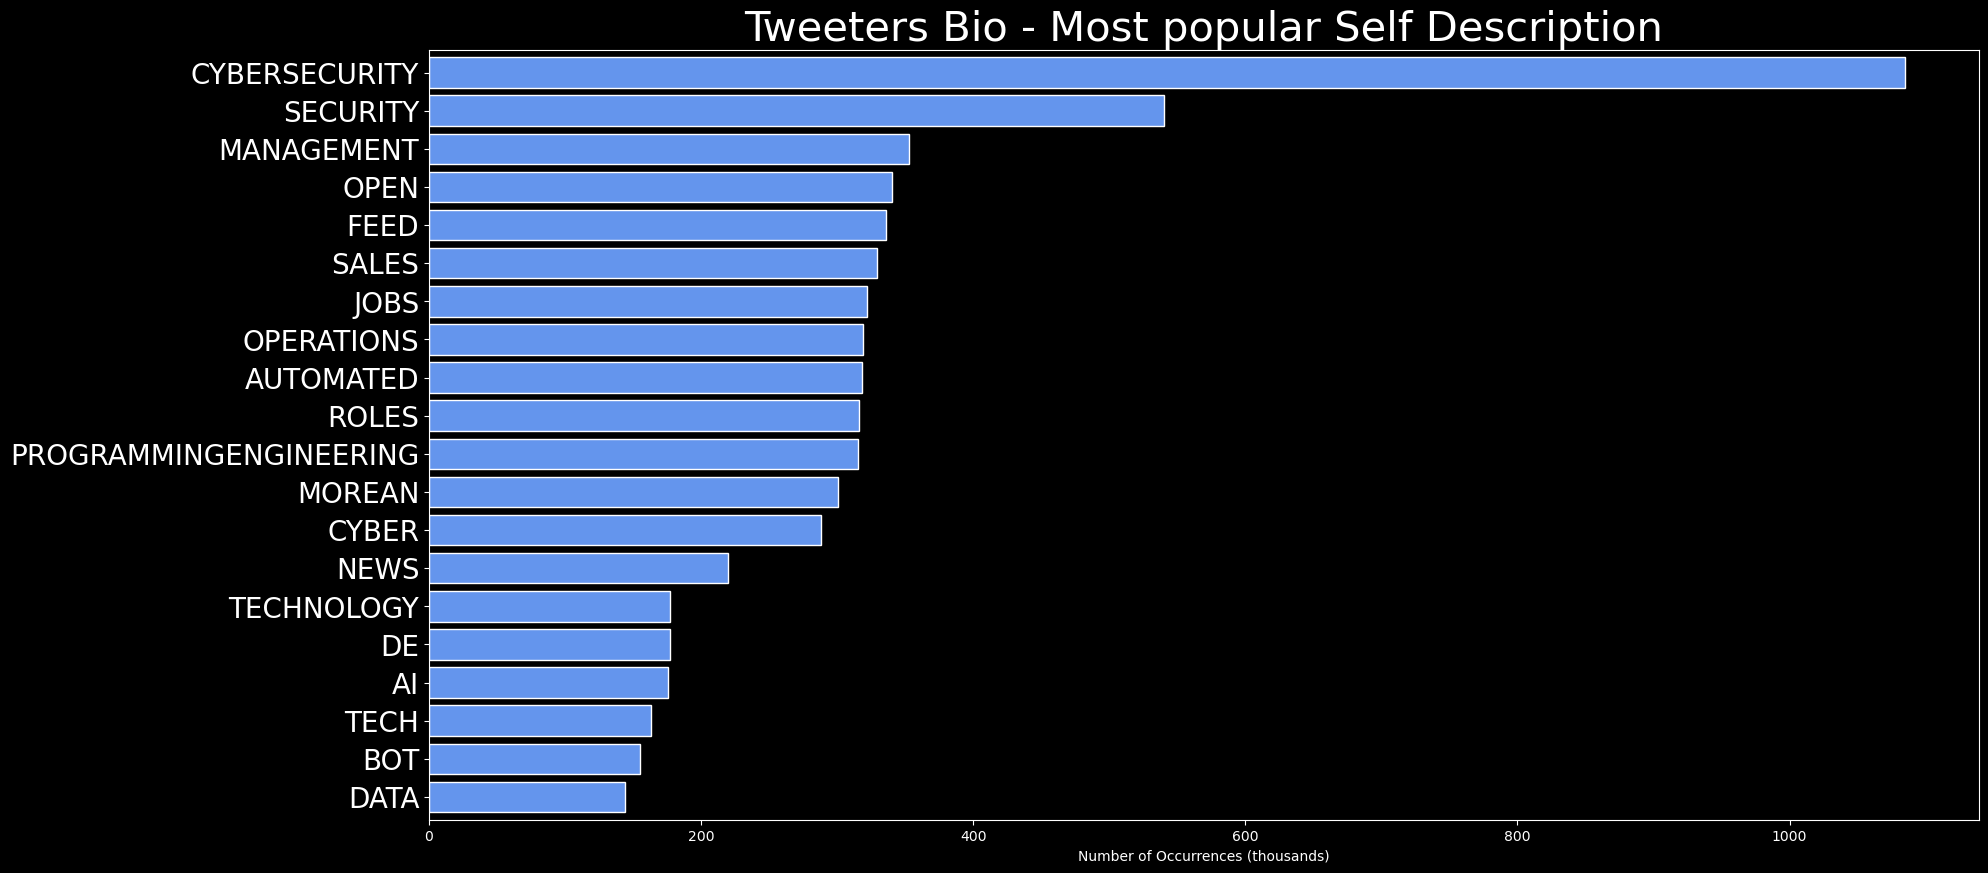 Tweeters Bio - Most popular Self Description
CYBERSECURITY
SECURITY
MANAGEMENT
OPEN
FEED
SALES
JOBS
OPERATIONS
AUTOMATED
ROLES
PROGRAMMINGENGINEERING
MOREAN
CYBER
NEWS
TECHNOLOGY
DE
AI
TECH
BOT
DATA
0 200 400 600 800 1000
Number of Occurrences (thousands)